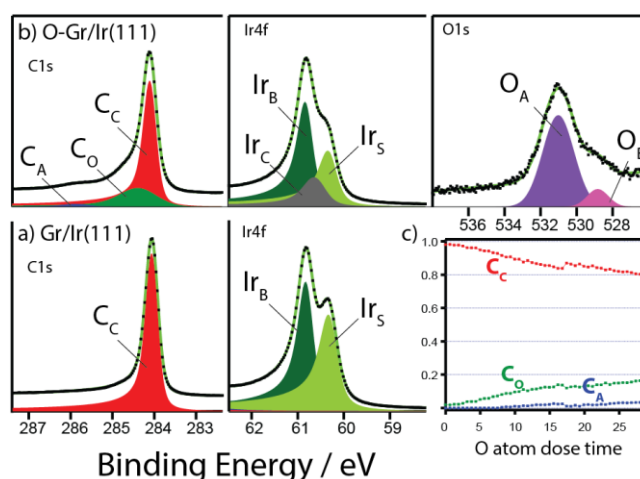 b) O-Gr/Ir(111)
C1s
C_C
C_O
C_A
Ir4f
Ir_B
Ir_C
Ir_S
O1s
O_A
536 534 532 530 528
a) Gr/Ir(111)
C1s
C_C
287 286 285 284 283
Ir4f
Ir_B
Ir_S
62 61 60 59
Binding Energy / eV
c)
1.0
0.8
0.6
0.4
0.2
C_C
C_O
C_A
0 5 10 15 20 25
O atom dose time